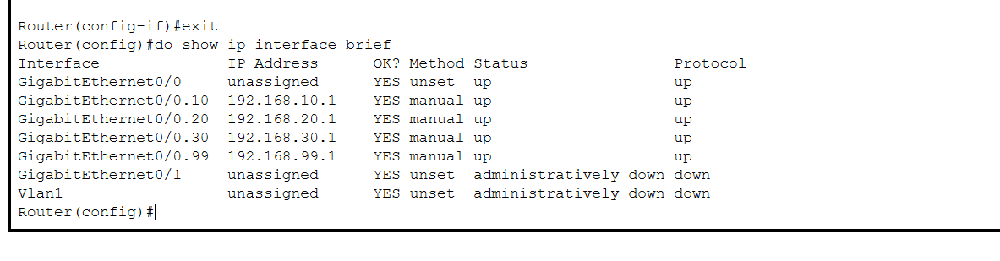 Router(config-if)#exit
Router(config)#do show ip interface brief
Interface              IP-Address      OK? Method Status                Protocol
GigabitEthernet0/0     unassigned      YES unset  up                    up
GigabitEthernet0/0.10  192.168.10.1    YES manual up                    up
GigabitEthernet0/0.20  192.168.20.1    YES manual up                    up
GigabitEthernet0/0.30  192.168.30.1    YES manual up                    up
GigabitEthernet0/0.99  192.168.99.1    YES manual up                    up
GigabitEthernet0/1     unassigned      YES unset  administratively down down
Vlan1                  unassigned      YES unset  administratively down down
Router(config)#